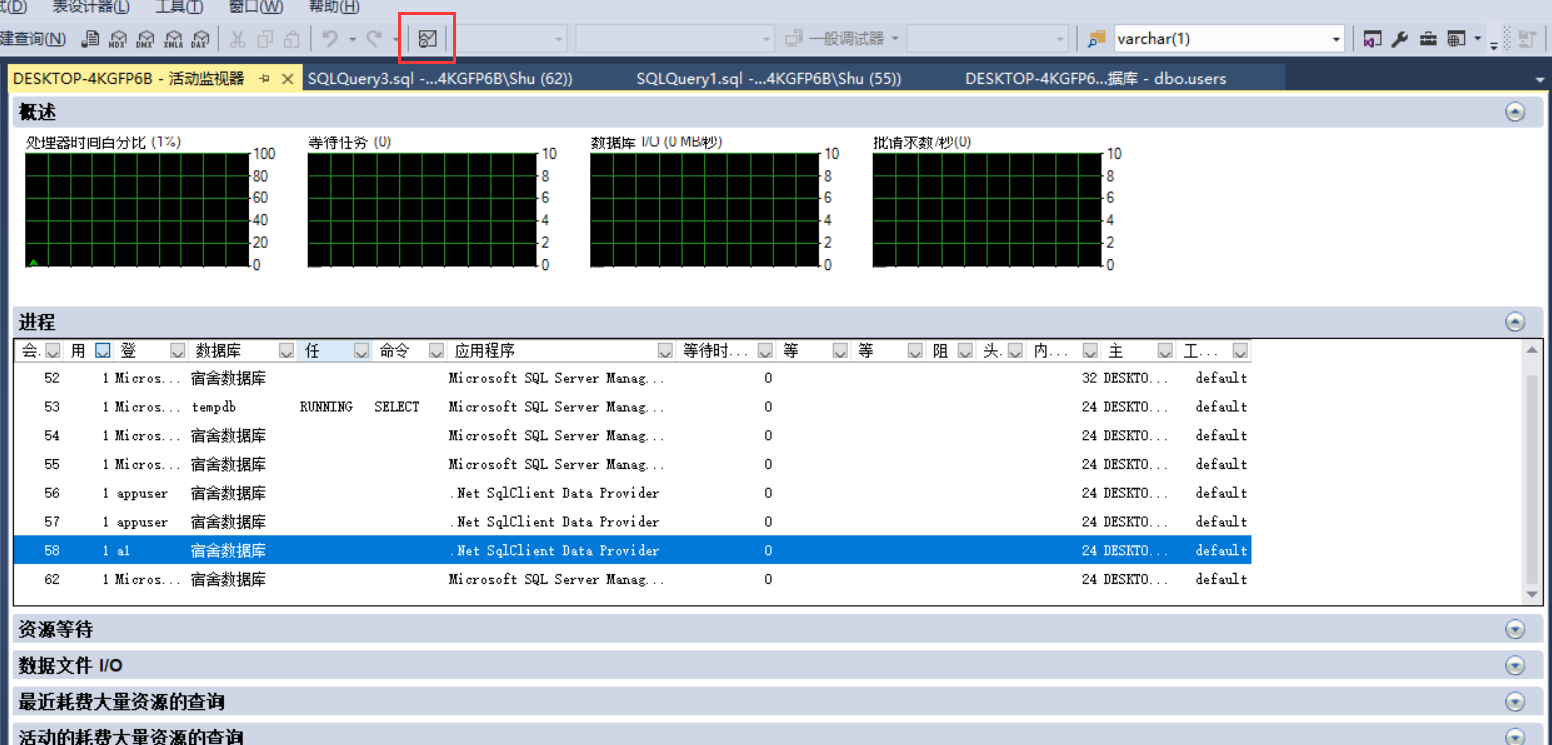 试(D) 表设计器(L) 工具(T) 窗口(W) 帮助(H)
建查询(N) MDX DMX XMLA DAX 一般调试器 varchar(1)
DESKTOP-4KGFP6B - 活动监视器 SQLQuery3.sql -...4KGFP6B\Shu (62)) SQLQuery1.sql -...4KGFP6B\Shu (55)) DESKTOP-4KGFP6...据库 - dbo.users
概述
处理器时间百分比 (1%) 等待任务 (0) 数据库 I/O (0 MB/秒) 批请求数/秒(0)
100 10 10 10
80 8 8 8
60 6 6 6
40 4 4 4
20 2 2 2
0 0 0 0
进程
会. 用 登 数据库 任 命令 应用程序 等待时... 等 等 阻 头. 内... 主 工...
52 1 Micros... 宿舍数据库 Microsoft SQL Server Manag... 0 32 DESKTO... default
53 1 Micros... tempdb RUNNING SELECT Microsoft SQL Server Manag... 0 24 DESKTO... default
54 1 Micros... 宿舍数据库 Microsoft SQL Server Manag... 0 24 DESKTO... default
55 1 Micros... 宿舍数据库 Microsoft SQL Server Manag... 0 24 DESKTO... default
56 1 appuser 宿舍数据库 .Net SqlClient Data Provider 0 24 DESKTO... default
57 1 appuser 宿舍数据库 .Net SqlClient Data Provider 0 24 DESKTO... default
58 1 a1 宿舍数据库 .Net SqlClient Data Provider 0 24 DESKTO... default
62 1 Micros... 宿舍数据库 Microsoft SQL Server Manag... 0 24 DESKTO... default
资源等待
数据文件 I/O
最近耗费大量资源的查询
活动的耗费大量资源的查询